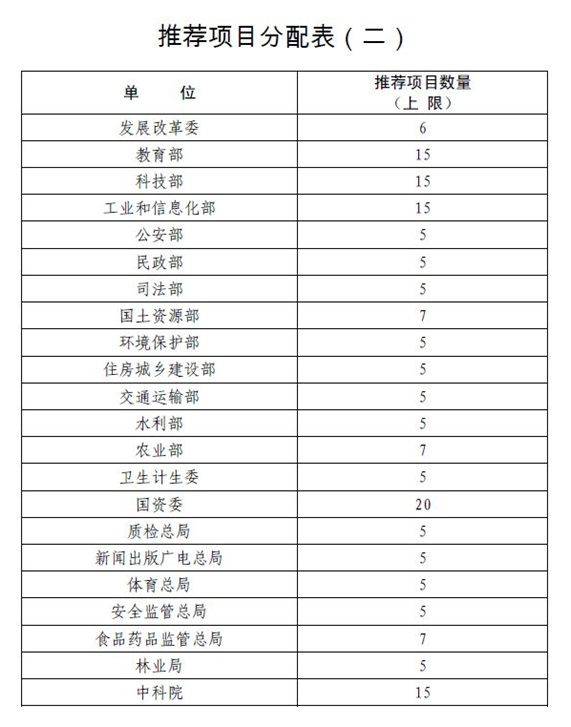 推荐项目分配表（二）
单 位 推荐项目数量
（上 限）
发展改革委 6
教育部 15
科技部 15
工业和信息化部 15
公安部 5
民政部 5
司法部 5
国土资源部 7
环境保护部 5
住房城乡建设部 5
交通运输部 5
水利部 5
农业部 7
卫生计生委 5
国资委 20
质检总局 5
新闻出版广电总局 5
体育总局 5
安全监管总局 5
食品药品监管总局 7
林业局 5
中科院 15